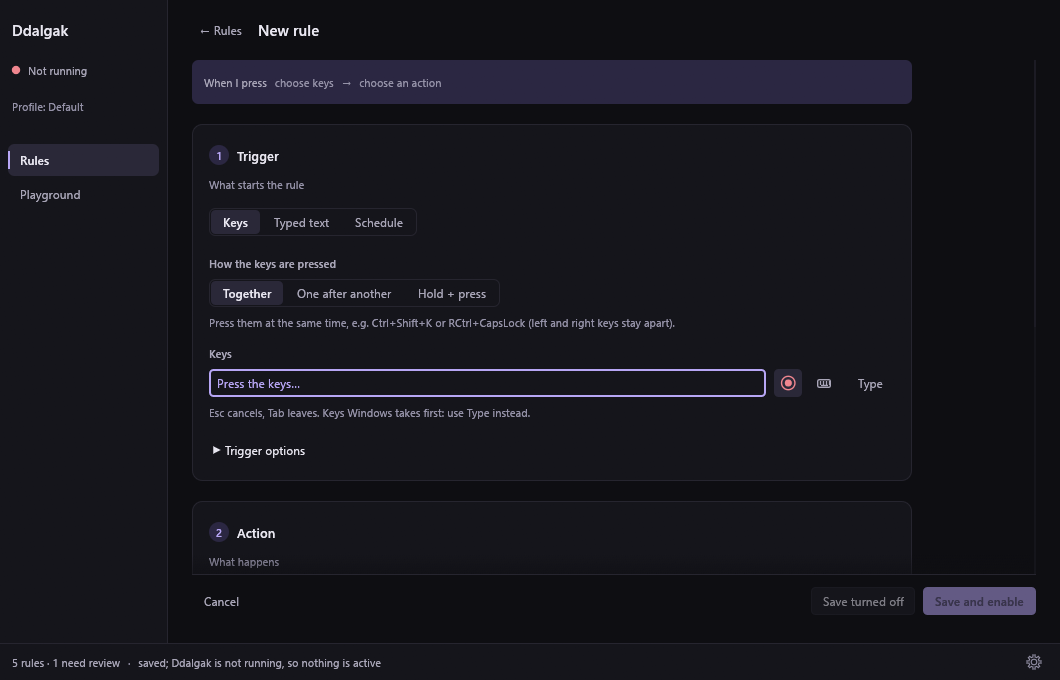 Ddalgak
Not running
Profile: Default
Rules
Playground
← Rules New rule
When I press choose keys → choose an action
1 Trigger
What starts the rule
Keys Typed text Schedule
How the keys are pressed
Together One after another Hold + press
Press them at the same time, e.g. Ctrl+Shift+K or RCtrl+CapsLock (left and right keys stay apart).
Keys
Press the keys... Type
Esc cancels, Tab leaves. Keys Windows takes first: use Type instead.
▶ Trigger options
2 Action
What happens
Cancel Save turned off Save and enable
5 rules · 1 need review · saved; Ddalgak is not running, so nothing is active